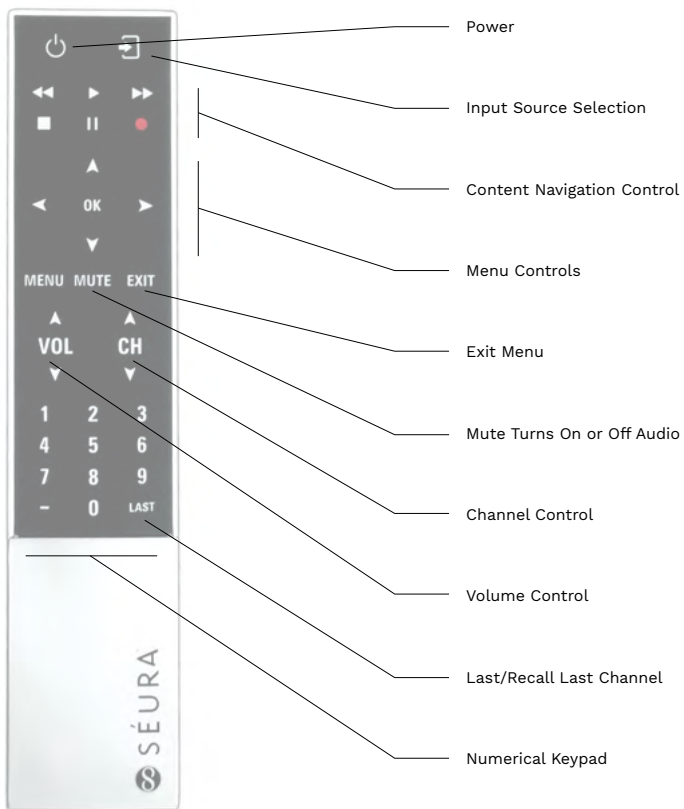 Power
Input Source Selection
Content Navigation Control
OK
Menu Controls
MENU MUTE EXIT
VOL CH
Exit Menu
1 2 3
4 5 6
Mute Turns On or Off Audio
7 8 9
- 0 LAST
Channel Control
Volume Control
Last/Recall Last Channel
Numerical Keypad
SÉURA